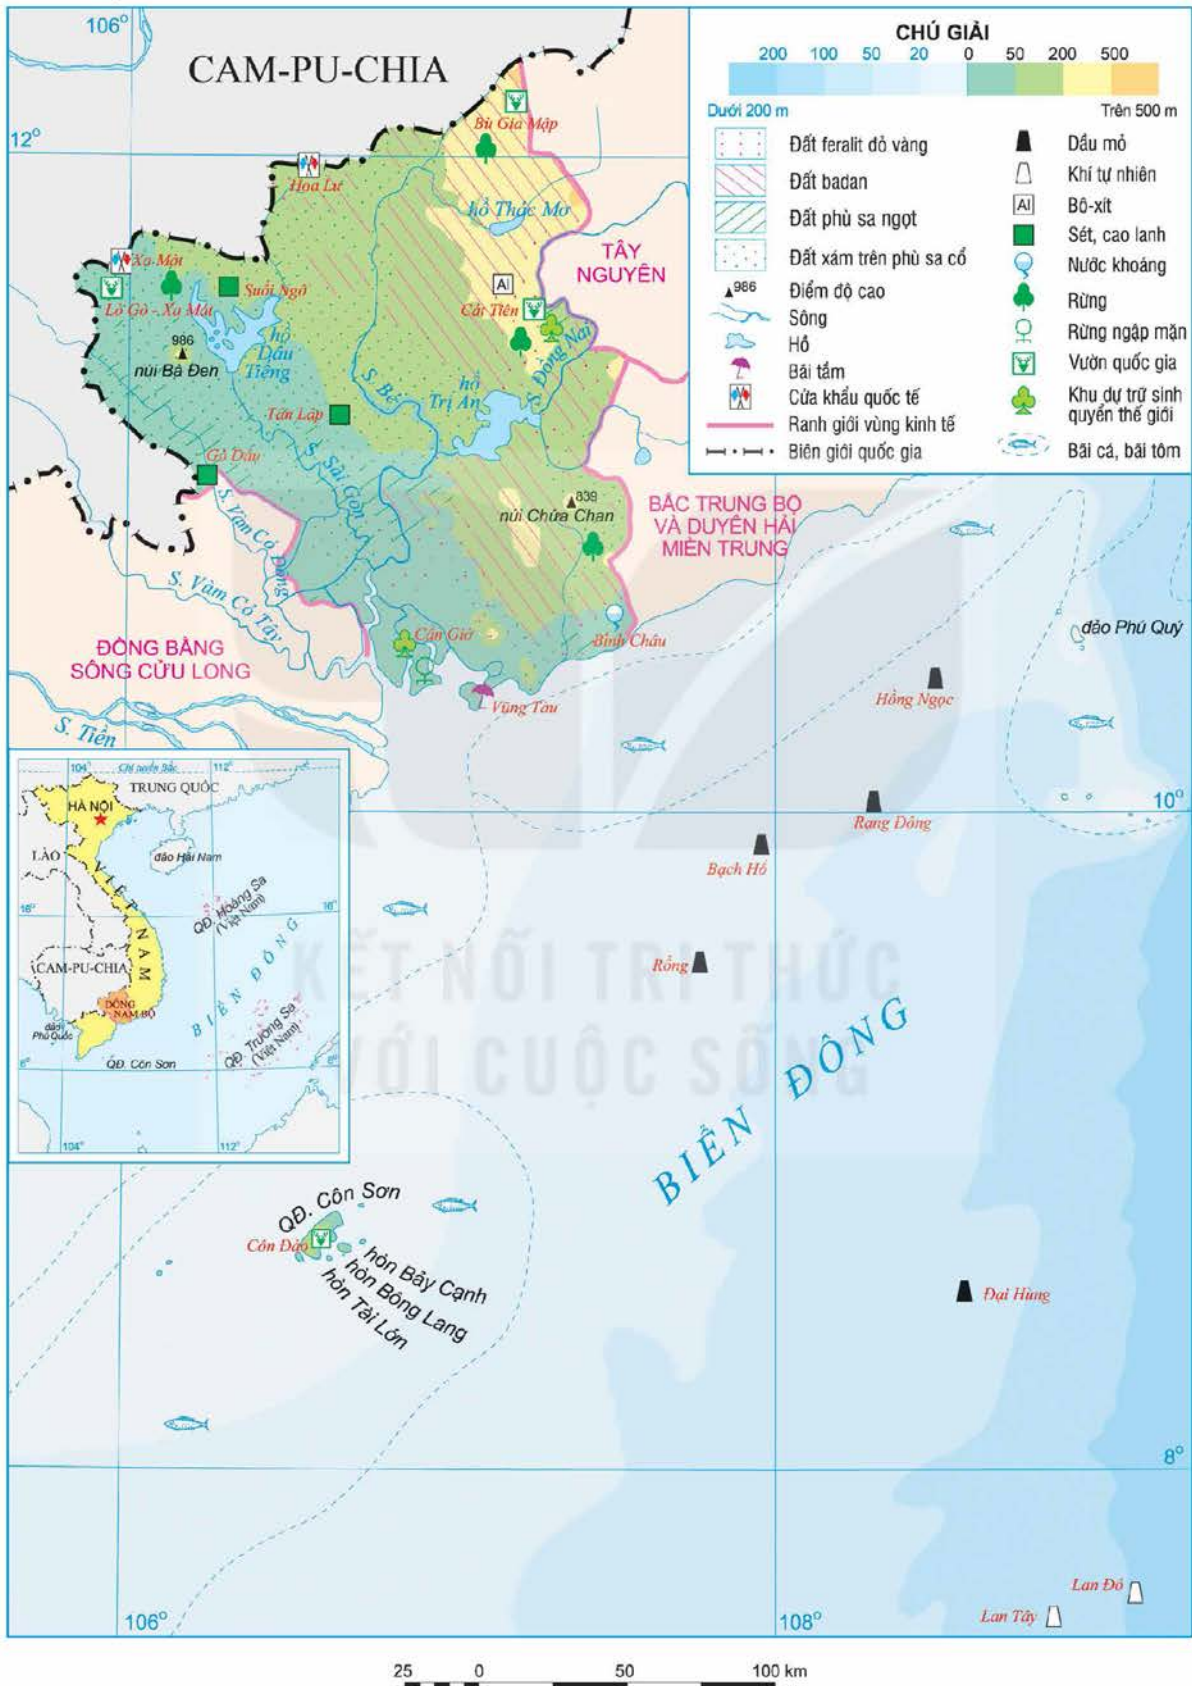 106°
CAM-PU-CHIA
12°
Bù Gia Mập
Hoa Lư
hồ Thác Mơ
TÂY
NGUYÊN
Xa Mát
Lò Gò - Xa Mát
Suối Ngô
Cát Tiên
Al
986
núi Bà Đen
hồ
Dầu
Tiếng
S. Bé
hồ
Trị An
S. Đồng Nai
Tân Lập
S. Sài Gòn
Gò Dầu
S. Vàm Cỏ Đông
S. Vàm Cỏ Tây
839
núi Chứa Chan
BẮC TRUNG BỘ
VÀ DUYÊN HẢI
MIỀN TRUNG
ĐỒNG BẰNG
SÔNG CỬU LONG
Cần Giờ
Bình Châu
Vũng Tàu
S. Tiền
CHÚ GIẢI
200 100 50 20 0 50 200 500
Dưới 200 m
Trên 500 m
Đất feralit đỏ vàng
Đất badan
Đất phù sa ngọt
Đất xám trên phù sa cổ
986
Điểm độ cao
Sông
Hồ
Bãi tắm
Cửa khẩu quốc tế
Ranh giới vùng kinh tế
Biên giới quốc gia
Dầu mỏ
Khí tự nhiên
Al
Bô-xít
Sét, cao lanh
Nước khoáng
Rừng
Rừng ngập mặn
Vườn quốc gia
Khu dự trữ sinh
quyển thế giới
Bãi cá, bãi tôm
đảo Phú Quý
Hồng Ngọc
10°
Rạng Đông
Bạch Hổ
Rồng
KẾT NỐI TRI THỨC
VỚI CUỘC SỐNG
BIỂN ĐÔNG
104°
Chí tuyến Bắc
112°
TRUNG QUỐC
HÀ NỘI
LÀO
đảo Hải Nam
VIỆT NAM
16°
16°
QĐ. Hoàng Sa
(Việt Nam)
CAM-PU-CHIA
BIỂN ĐÔNG
ĐÔNG
NAM BỘ
đảo
Phú Quốc
QĐ. Trường Sa
(Việt Nam)
QĐ. Côn Sơn
8°
8°
104°
112°
QĐ. Côn Sơn
Côn Đảo
hòn Bảy Cạnh
hòn Bông Lang
hòn Tài Lớn
Đại Hùng
8°
Lan Đỏ
Lan Tây
106°
108°
25 0 50 100 km